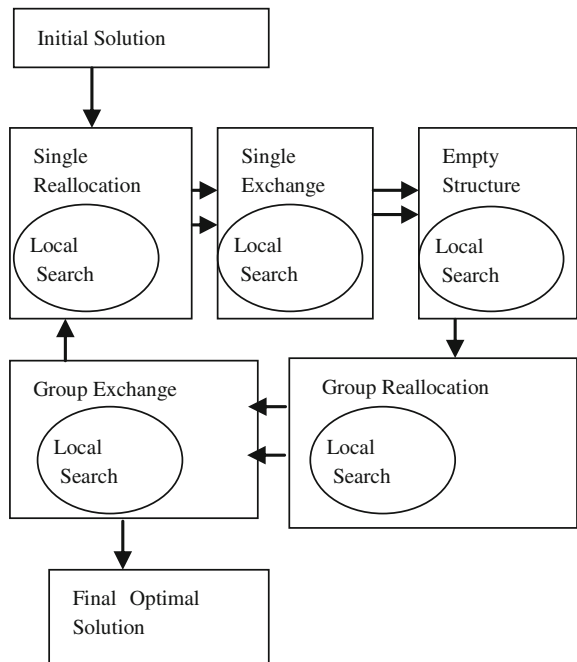 Initial Solution
Single
Reallocation
Local
Search
Single
Exchange
Local
Search
Empty
Structure
Local
Search
Group Exchange
Local
Search
Group Reallocation
Local
Search
Final Optimal
Solution